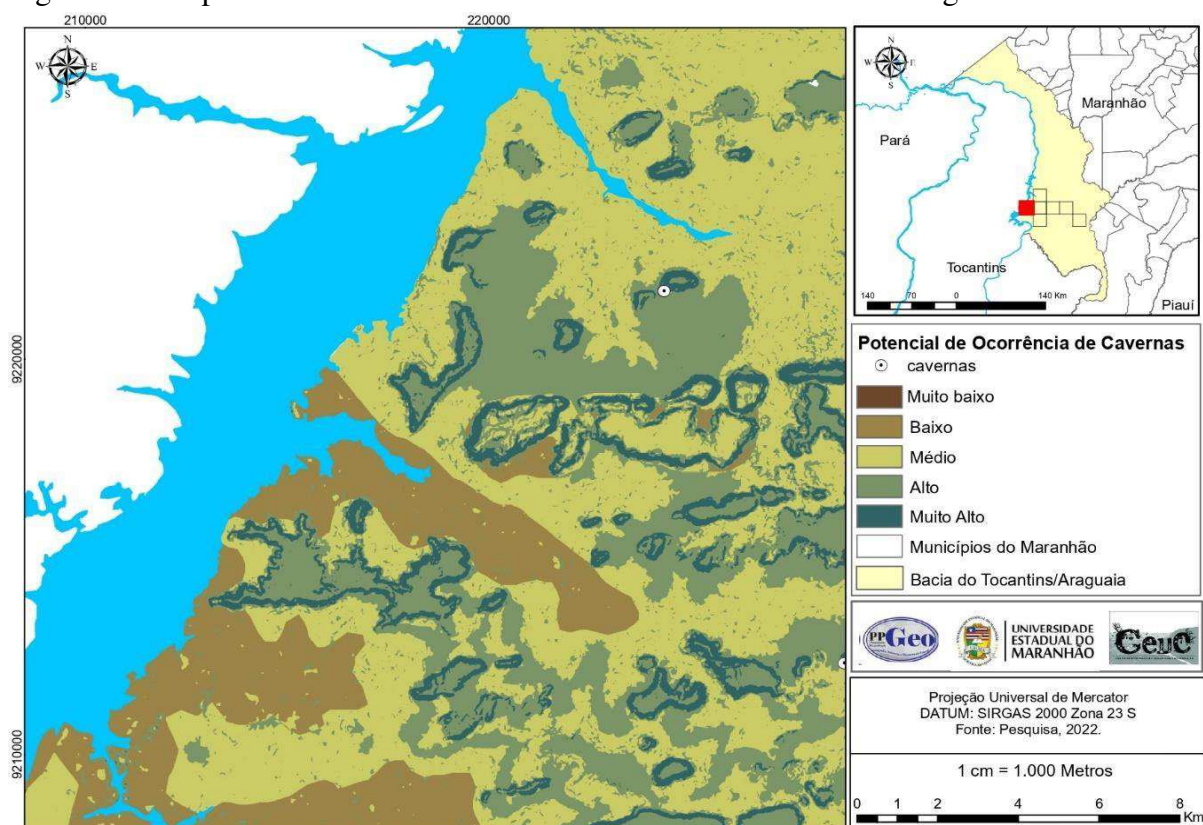 210000
220000
9220000
9210000
N
W E
S
N
W E
S
Maranhão
Pará
Tocantins
Piauí
140 70 0 140 Km
Potencial de Ocorrência de Cavernas
cavernas
Muito baixo
Baixo
Médio
Alto
Muito Alto
Municípios do Maranhão
Bacia do Tocantins/Araguaia
PPGeo
UNIVERSIDADE
ESTADUAL DO
MARANHÃO
Projeção Universal de Mercator
DATUM: SIRGAS 2000 Zona 23 S
Fonte: Pesquisa, 2022.
1 cm = 1.000 Metros
0 1 2 4 6 8
Km